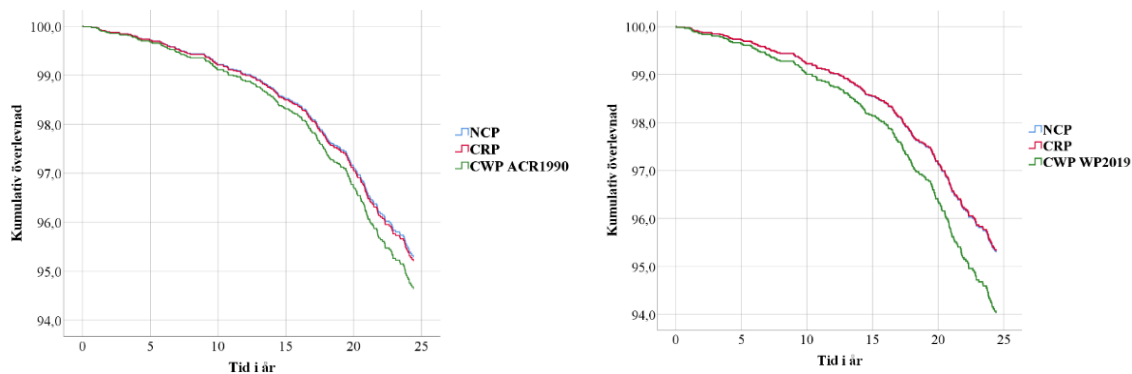 100,0
99,0
98,0
97,0
96,0
95,0
94,0
Kumulativ överlevnad
0 5 10 15 20 25
Tid i år
NCP
CRP
CWP ACR1990
100,0
99,0
98,0
97,0
96,0
95,0
94,0
Kumulativ överlevnad
0 5 10 15 20 25
Tid i år
NCP
CRP
CWP WP2019